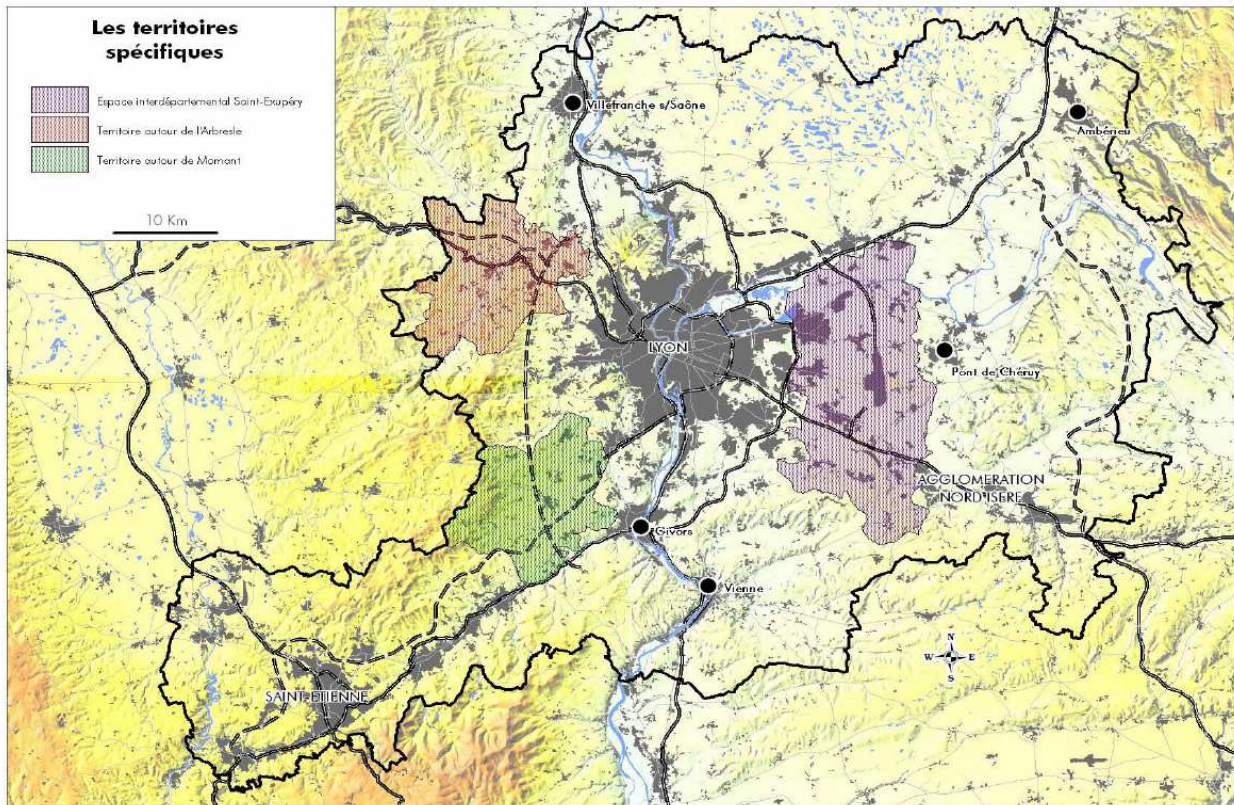 Les territoires
spécifiques
Espace interdépartemental Saint-Exupéry
Territoire autour de l'Arbresle
Territoire autour de Mornant
10 Km
Villefranche s/Saône
Ambérieu
LYON
Pont de Chéruy
AGGLOMERATION
NORD ISERE
Givors
Vienne
SAINT-ETIENNE
N
W E
S